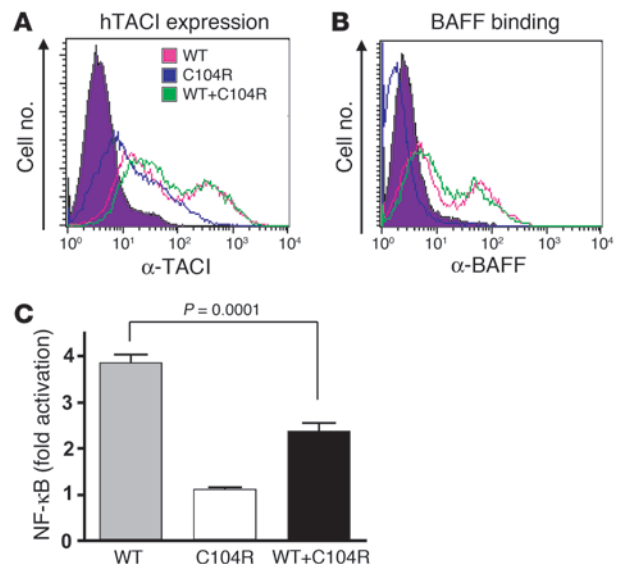 A
hTACI expression
Cell no.
WT
C104R
WT+C104R
10⁰ 10¹ 10² 10³ 10⁴
α-TACI
B
BAFF binding
Cell no.
10⁰ 10¹ 10² 10³ 10⁴
α-BAFF
C
P = 0.0001
NF-κB (fold activation)
4
3
2
1
0
WT C104R WT+C104R